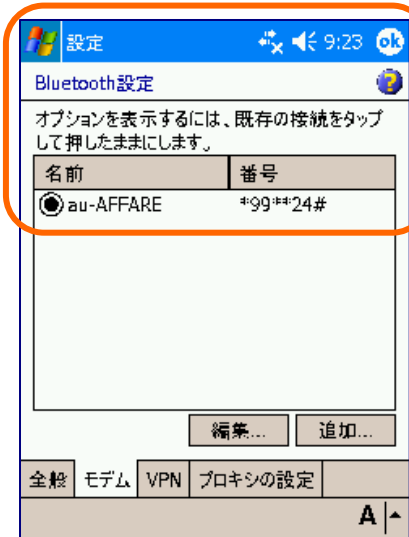 設定 9:23 ok
Bluetooth設定 ?
オプションを表示するには、既存の接続をタップ
して押したままにします。
名前 番号
au-AFFARE *99**24#
編集... 追加...
全般 モデム VPN プロキシの設定
A